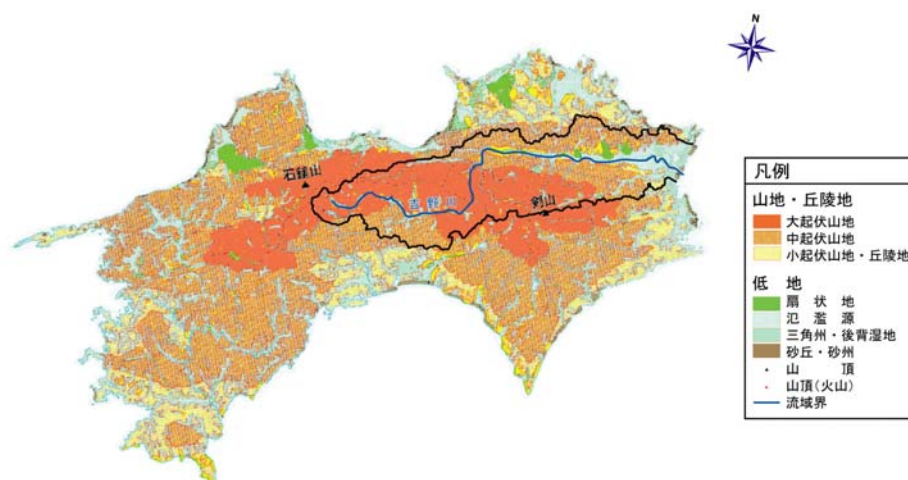 N
石鎚山
吉野川
剣山
凡例
山地・丘陵地
大起伏山地
中起伏山地
小起伏山地・丘陵地
低 地
扇 状 地
氾 濫 源
三角州・後背湿地
砂丘・砂州
山 頂
山頂(火山)
流域界